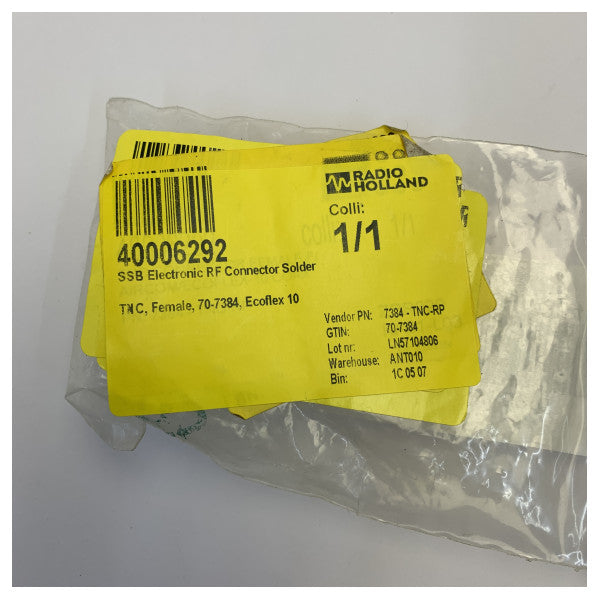 RADIO
HOLLAND
Colli:
1/1
40006292
SSB Electronic RF Connector Solder
TNC, Female, 70-7384, Ecoflex 10
Vendor PN: 7384 - TNC-RP
GTIN: 70-7384
Lot nr: LN57104806
Warehouse: ANT010
Bin: 1C 05 07